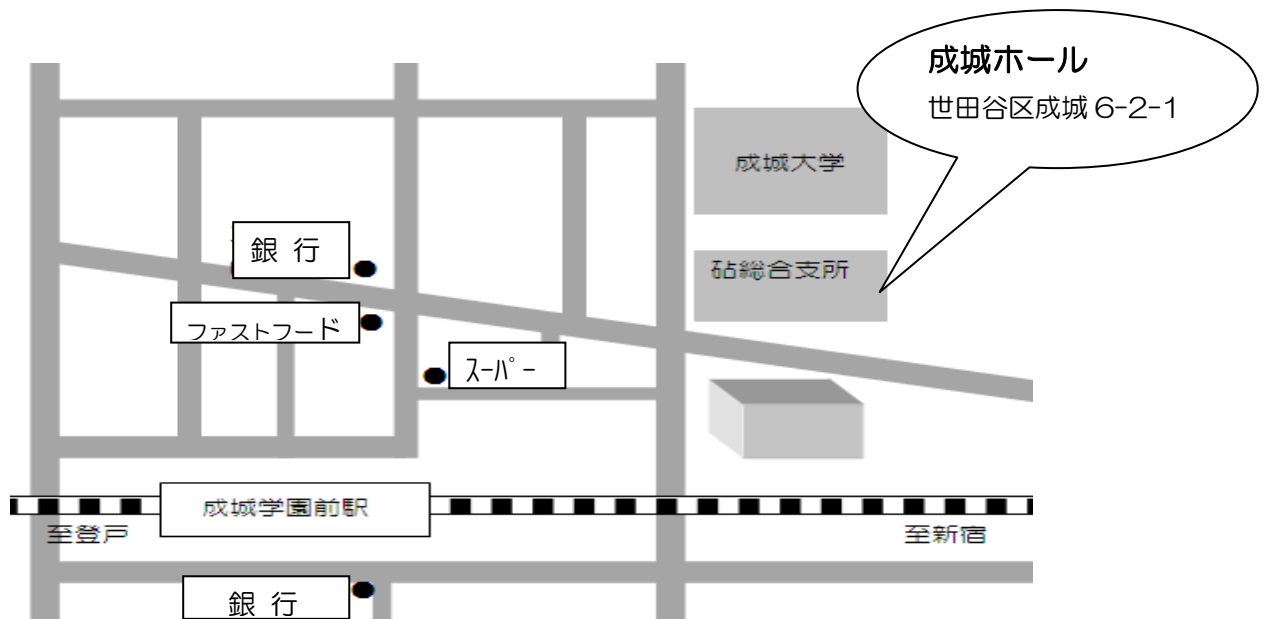 成城ホール
世田谷区成城 6-2-1
成城大学
銀 行
砧総合支所
ファストフード
ｽｰﾊﾟｰ
成城学園前駅
至登戸
至新宿
銀 行